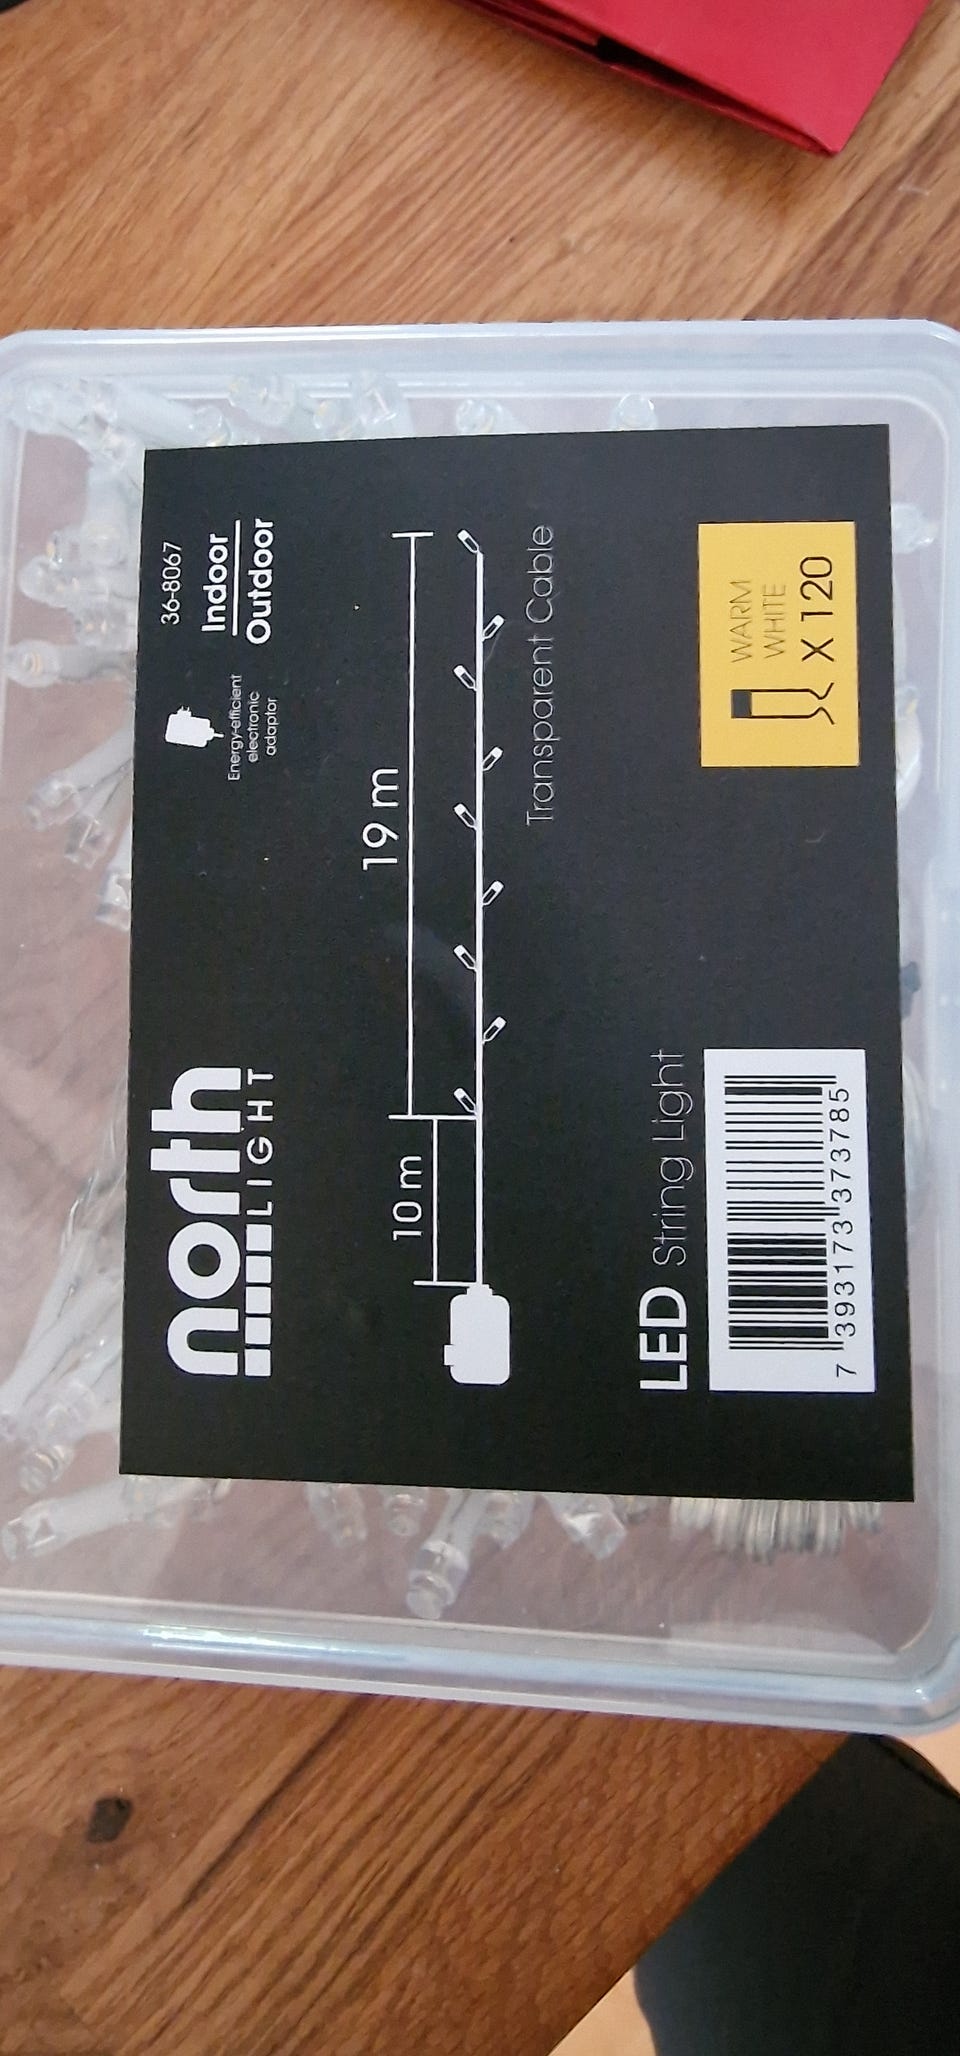 north
LIGHT
Energy-efficient
electronic
adaptor
36-8067
Indoor
Outdoor
10 m
19 m
Transparent Cable
LED String Light
7 393173 373785
WARM
WHITE
X 120